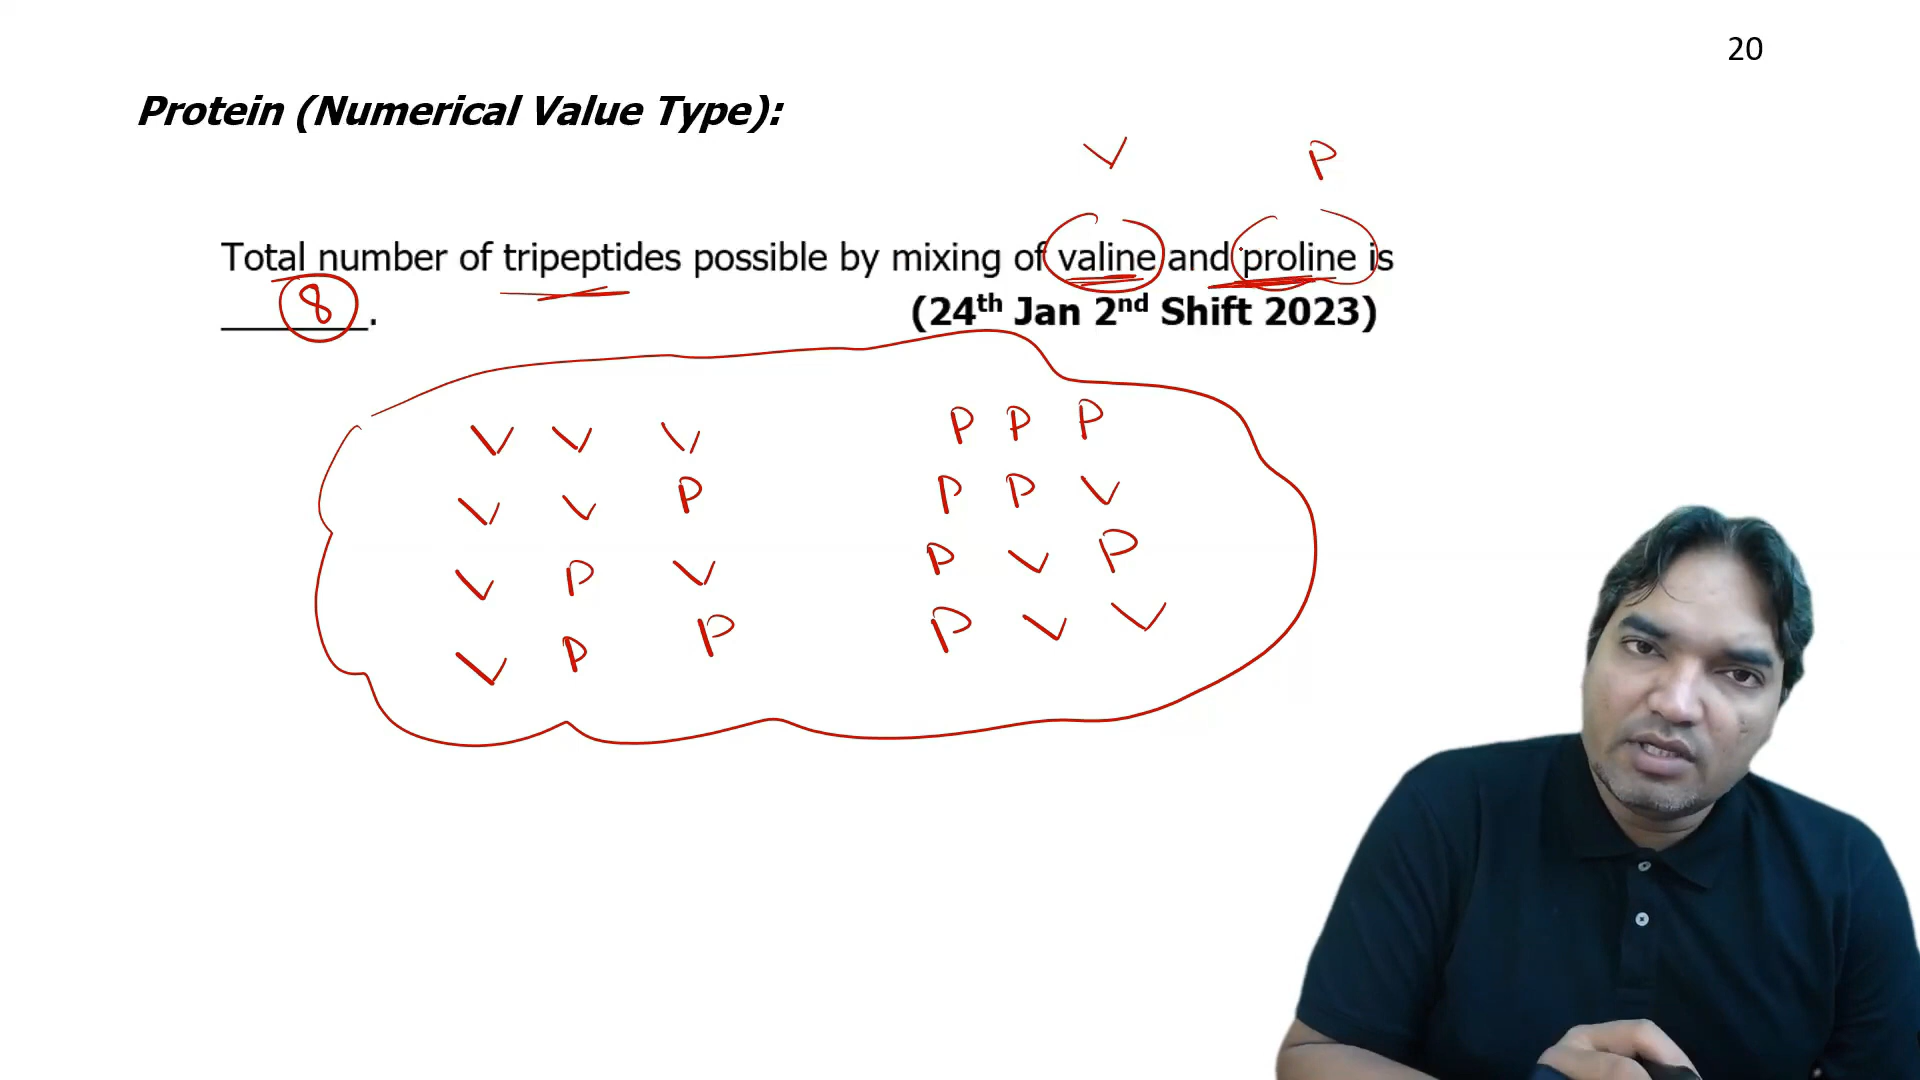 20
Protein (Numerical Value Type):
V P
Total number of tripeptides possible by mixing of valine and proline is
8.
(24th Jan 2nd Shift 2023)
V V V P P P
V V P P P V
V P V P V P
V P P P V V